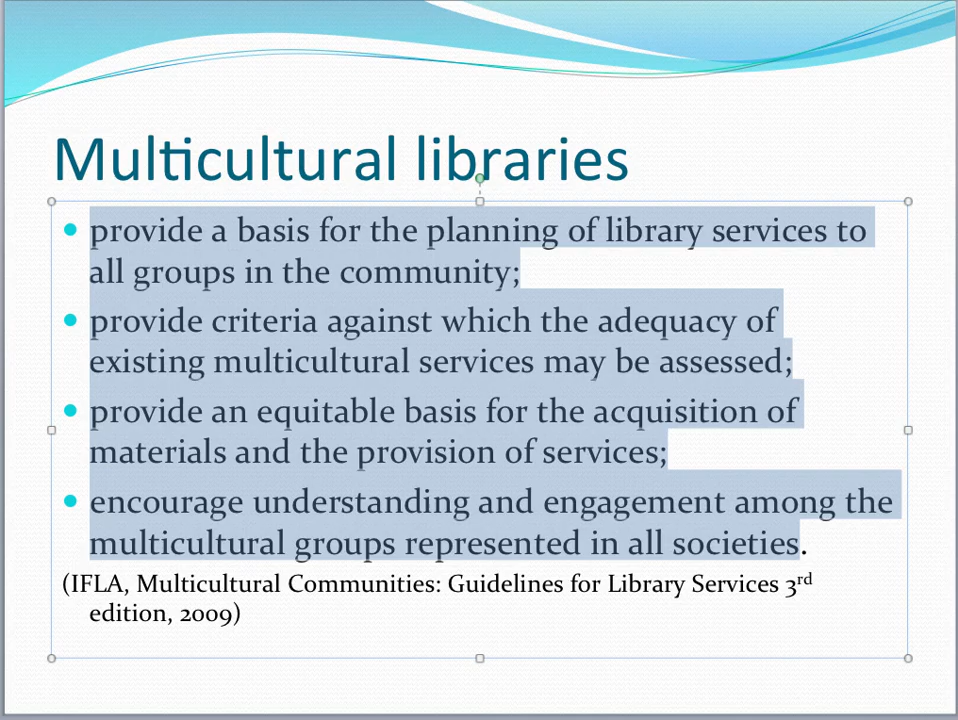 Multicultural libraries
• provide a basis for the planning of library services to
all groups in the community;
• provide criteria against which the adequacy of
existing multicultural services may be assessed;
• provide an equitable basis for the acquisition of
materials and the provision of services;
• encourage understanding and engagement among the
multicultural groups represented in all societies.
(IFLA, Multicultural Communities: Guidelines for Library Services 3rd
edition, 2009)